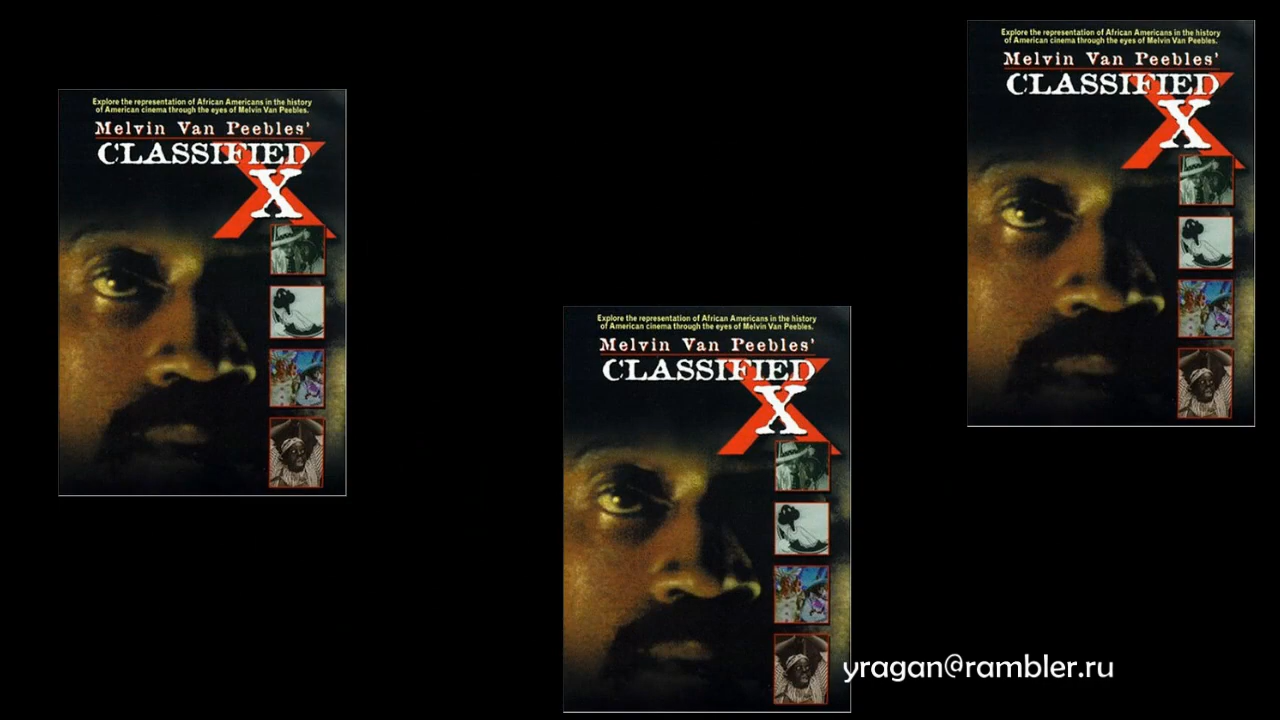 Explore the representation of African Americans in the history
of American cinema through the eyes of Melvin Van Peebles.
Melvin Van Peebles'
CLASSIFIED
X
Explore the representation of African Americans in the history
of American cinema through the eyes of Melvin Van Peebles.
Melvin Van Peebles'
CLASSIFIED
X
Explore the representation of African Americans in the history
of American cinema through the eyes of Melvin Van Peebles.
Melvin Van Peebles'
CLASSIFIED
X
yragan@rambler.ru